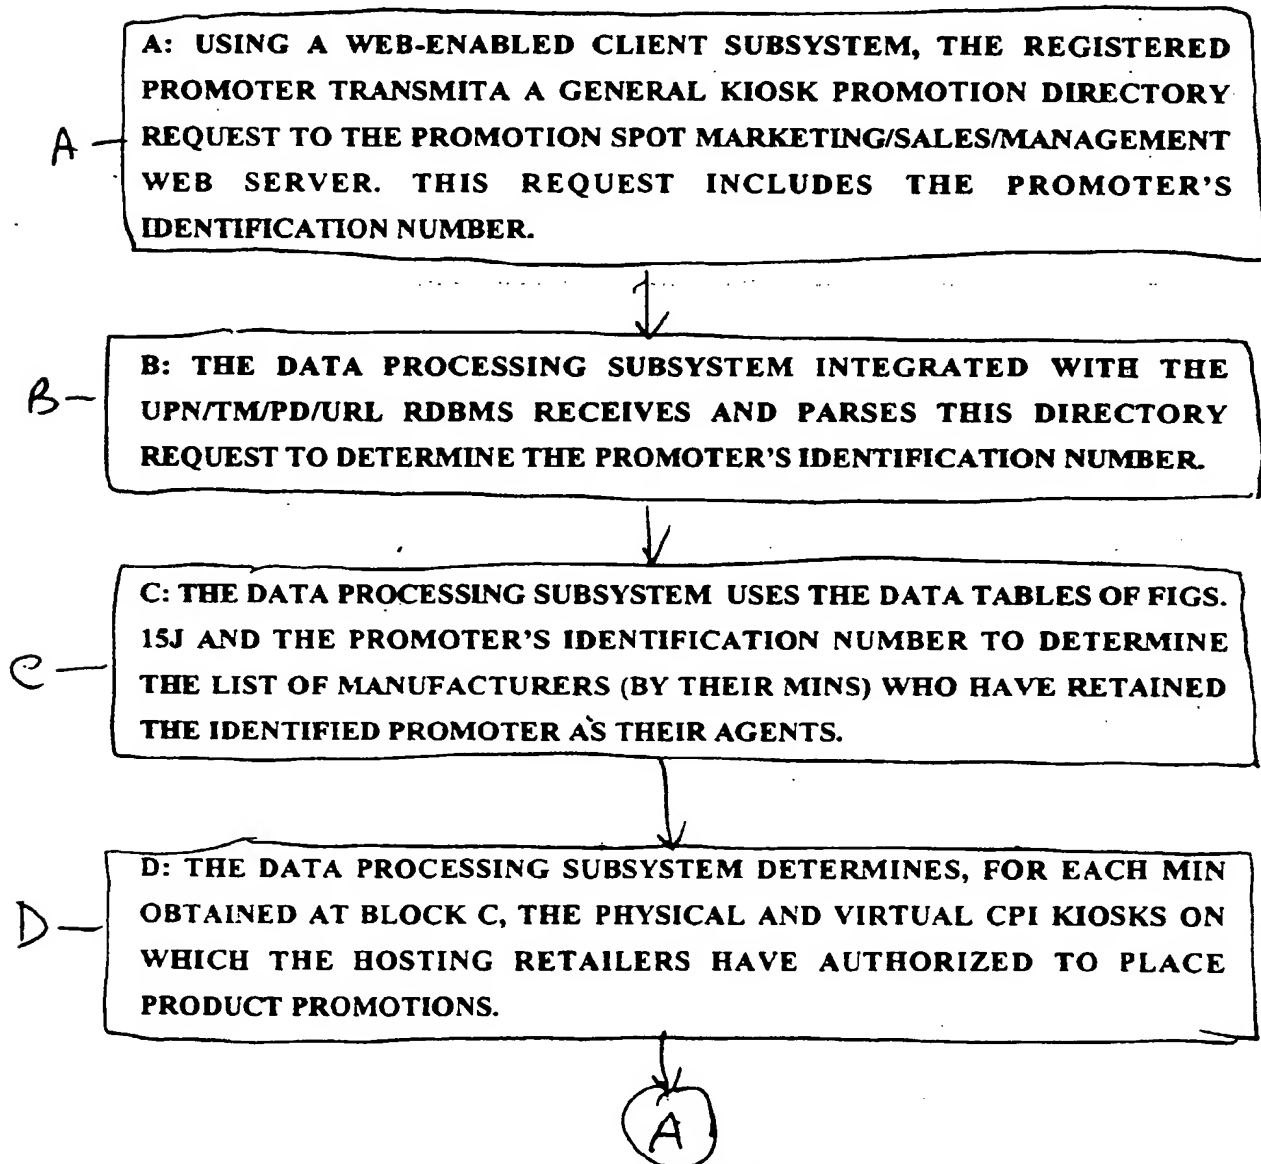 A: USING A WEB-ENABLED CLIENT SUBSYSTEM, THE REGISTERED
PROMOTER TRANSMITA A GENERAL KIOSK PROMOTION DIRECTORY
A
REQUEST TO THE PROMOTION SPOT MARKETING/SALES/MANAGEMENT
WEB SERVER. THIS REQUEST INCLUDES THE PROMOTER'S
IDENTIFICATION NUMBER.
B: THE DATA PROCESSING SUBSYSTEM INTEGRATED WITH THE
B
UPN/TM/PD/URL RDBMS RECEIVES AND PARSES THIS DIRECTORY
REQUEST TO DETERMINE THE PROMOTER'S IDENTIFICATION NUMBER.
C: THE DATA PROCESSING SUBSYSTEM USES THE DATA TABLES OF FIGS.
15J AND THE PROMOTER'S IDENTIFICATION NUMBER TO DETERMINE
C
THE LIST OF MANUFACTURERS (BY THEIR MINS) WHO HAVE RETAINED
THE IDENTIFIED PROMOTER AS THEIR AGENTS.
D: THE DATA PROCESSING SUBSYSTEM DETERMINES, FOR EACH MIN
D
OBTAINED AT BLOCK C, THE PHYSICAL AND VIRTUAL CPI KIOSKS ON
WHICH THE HOSTING RETAILERS HAVE AUTHORIZED TO PLACE
PRODUCT PROMOTIONS.
A